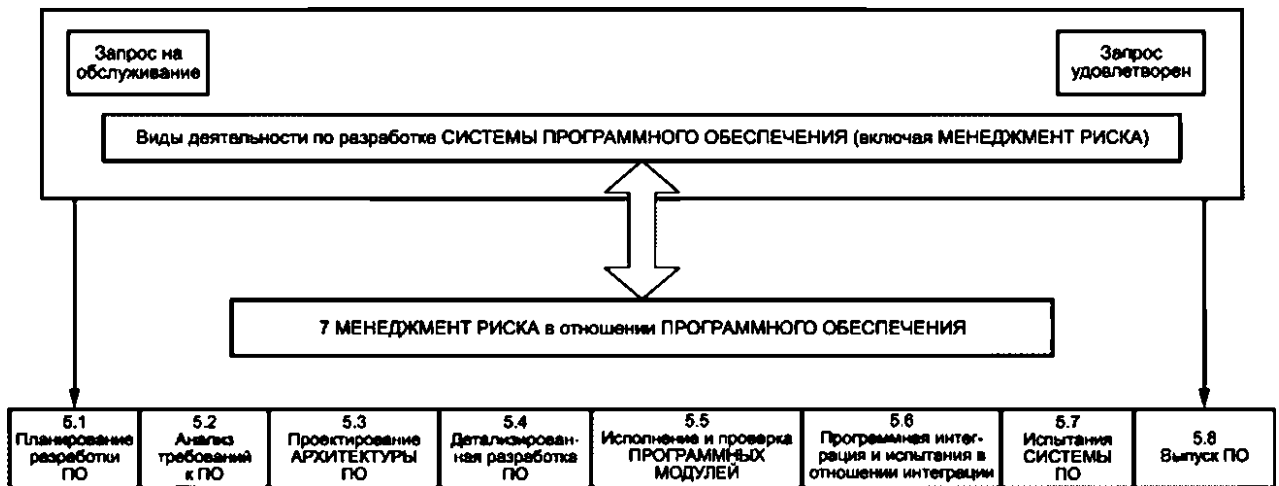 Запрос на
обслуживание
Запрос
удовлетворен
Виды деятельности по разработке СИСТЕМЫ ПРОГРАММНОГО ОБЕСПЕЧЕНИЯ (включая МЕНЕДЖМЕНТ РИСКА)
7 МЕНЕДЖМЕНТ РИСКА в отношении ПРОГРАММНОГО ОБЕСПЕЧЕНИЯ
5.1
Планирование
разработки
ПО
5.2
Анализ
требований
к ПО
5.3
Проектирование
АРХИТЕКТУРЫ
ПО
5.4
Детализирован-
ная разработка
ПО
5.5
Исполнение и проверка
ПРОГРАММНЫХ
МОДУЛЕЙ
5.6
Программная интег-
рация и испытания в
отношении интеграции
5.7
Испытания
СИСТЕМЫ
ПО
5.8
Выпуск ПО